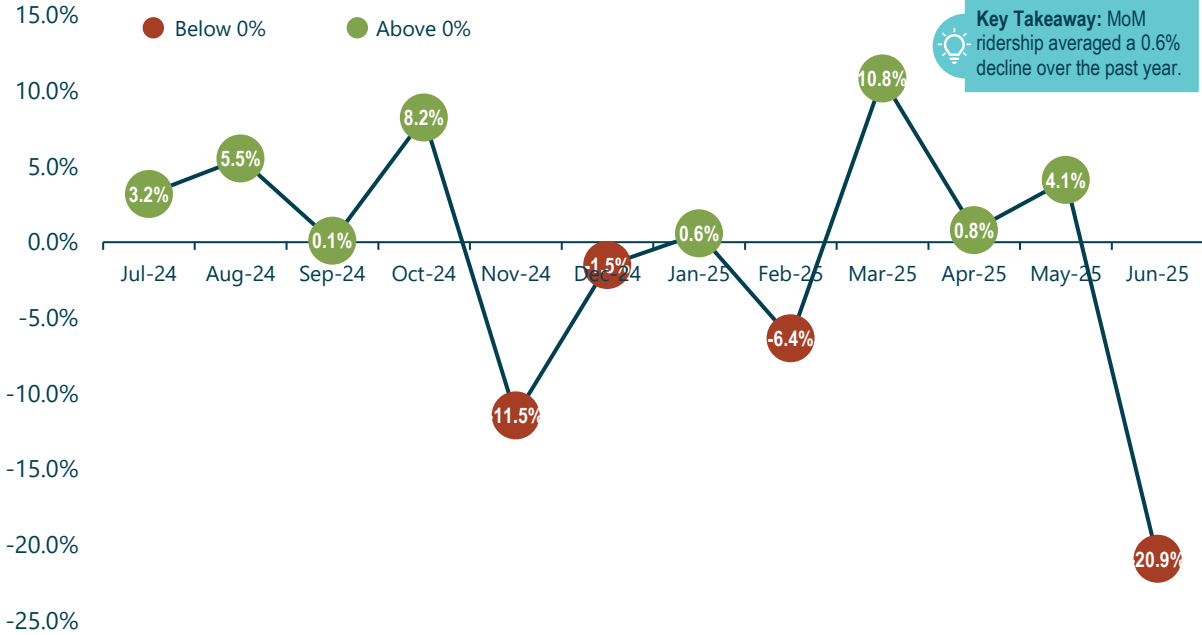 15.0%
Below 0%
Above 0%
Key Takeaway: MoM
ridership averaged a 0.6%
decline over the past year.
10.0%
5.0%
0.0%
-5.0%
-10.0%
-15.0%
-20.0%
-25.0%
3.2%
5.5%
0.1%
8.2%
-11.5%
-1.5%
0.6%
-6.4%
10.8%
0.8%
4.1%
-20.9%
Jul-24
Aug-24
Sep-24
Oct-24
Nov-24
Dec-24
Jan-25
Feb-25
Mar-25
Apr-25
May-25
Jun-25